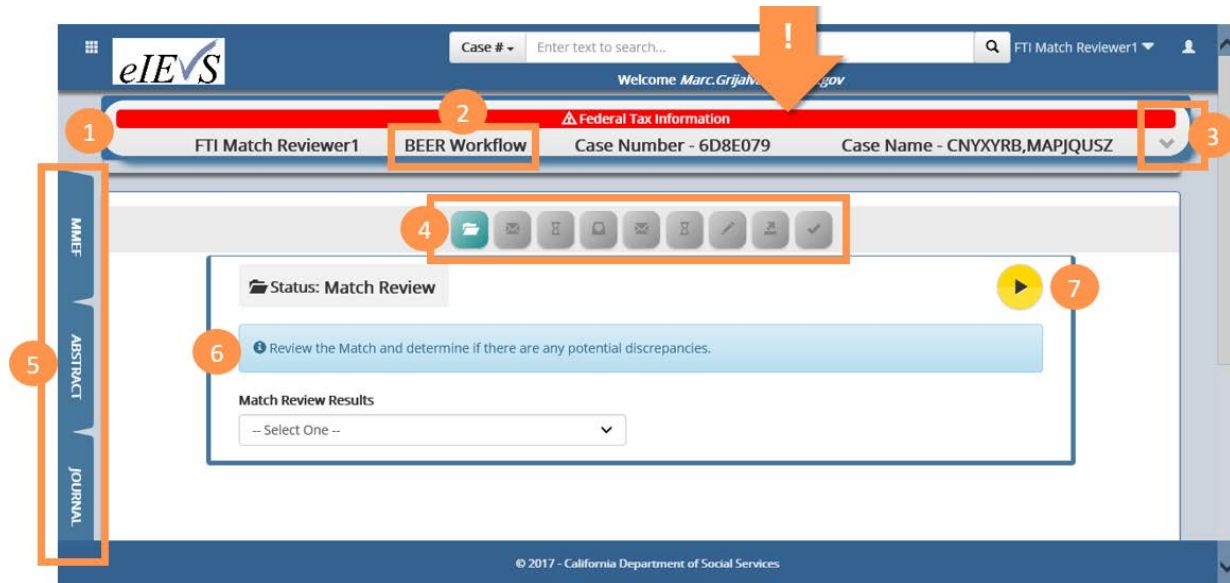 !
eIEVS
Case #
Enter text to search...
FTI Match Reviewer1
Welcome Marc.Grijalv gov
2
Federal Tax Information
1
3
FTI Match Reviewer1 BEER Workflow Case Number - 6D8E079 Case Name - CNYXYRB,MAPJQUSZ
4
MMEF
Status: Match Review
7
6
Review the Match and determine if there are any potential discrepancies.
5
ABSTRACT
Match Review Results
-- Select One --
JOURNAL
© 2017 - California Department of Social Services